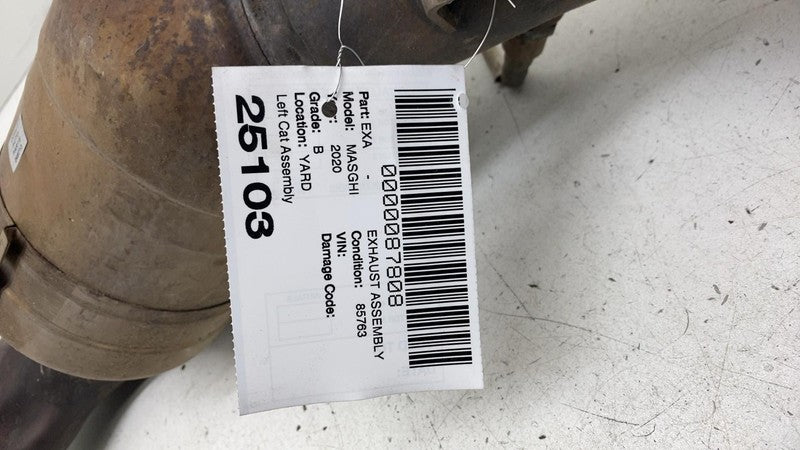 0000087808
Part: EXA - EXHAUST ASSEMBLY
Model: MASGHI Condition: 85763
2020 VIN:
Grade: B Damage Code:
Location: YARD
Left Cat Assembly
25103